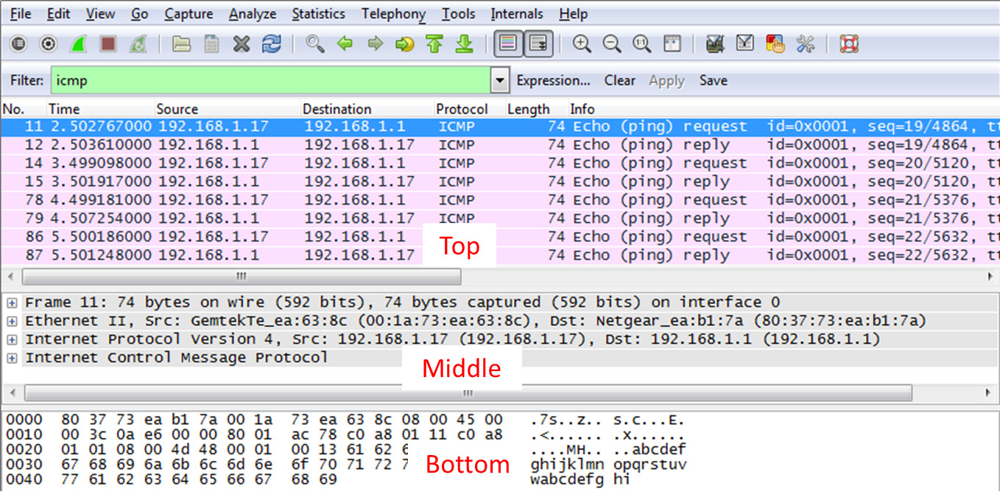 File Edit View Go Capture Analyze Statistics Telephony Tools Internals Help
Filter: icmp Expression... Clear Apply Save
No. Time Source Destination Protocol Length Info
11 2.502767000 192.168.1.17 192.168.1.1 ICMP 74 Echo (ping) request id=0x0001, seq=19/4864, tt
12 2.503610000 192.168.1.1 192.168.1.17 ICMP 74 Echo (ping) reply id=0x0001, seq=19/4864, tt
14 3.499098000 192.168.1.17 192.168.1.1 ICMP 74 Echo (ping) request id=0x0001, seq=20/5120, tt
15 3.501917000 192.168.1.1 192.168.1.17 ICMP 74 Echo (ping) reply id=0x0001, seq=20/5120, tt
78 4.499181000 192.168.1.17 192.168.1.1 ICMP 74 Echo (ping) request id=0x0001, seq=21/5376, tt
79 4.507254000 192.168.1.1 192.168.1.17 ICMP 74 Echo (ping) reply id=0x0001, seq=21/5376, tt
86 5.500186000 192.168.1.17 192.168.1.1 74 Echo (ping) request id=0x0001, seq=22/5632, tt
Top
87 5.501248000 192.168.1.1 192.168.1.17 74 Echo (ping) reply id=0x0001, seq=22/5632, tt
Frame 11: 74 bytes on wire (592 bits), 74 bytes captured (592 bits) on interface 0
Ethernet II, Src: GemtekTe_ea:63:8c (00:1a:73:ea:63:8c), Dst: Netgear_ea:b1:7a (80:37:73:ea:b1:7a)
Internet Protocol Version 4, Src: 192.168.1.17 (192.168.1.17), Dst: 192.168.1.1 (192.168.1.1)
Internet Control Message Protocol
Middle
0000 80 37 73 ea b1 7a 00 1a 73 ea 63 8c 08 00 45 00 .7s..z.. s.c...E.
0010 00 3c 0a e6 00 00 80 01 ac 78 c0 a8 01 11 c0 a8 .<...... .x......
0020 01 01 08 00 4d 48 00 01 00 13 61 62 ....MH.. ..abcdef
0030 67 68 69 6a 6b 6c 6d 6e 6f 70 71 72 ghijklmn opqrstuv
Bottom
0040 77 61 62 63 64 65 66 67 68 69 wabcdefg hi